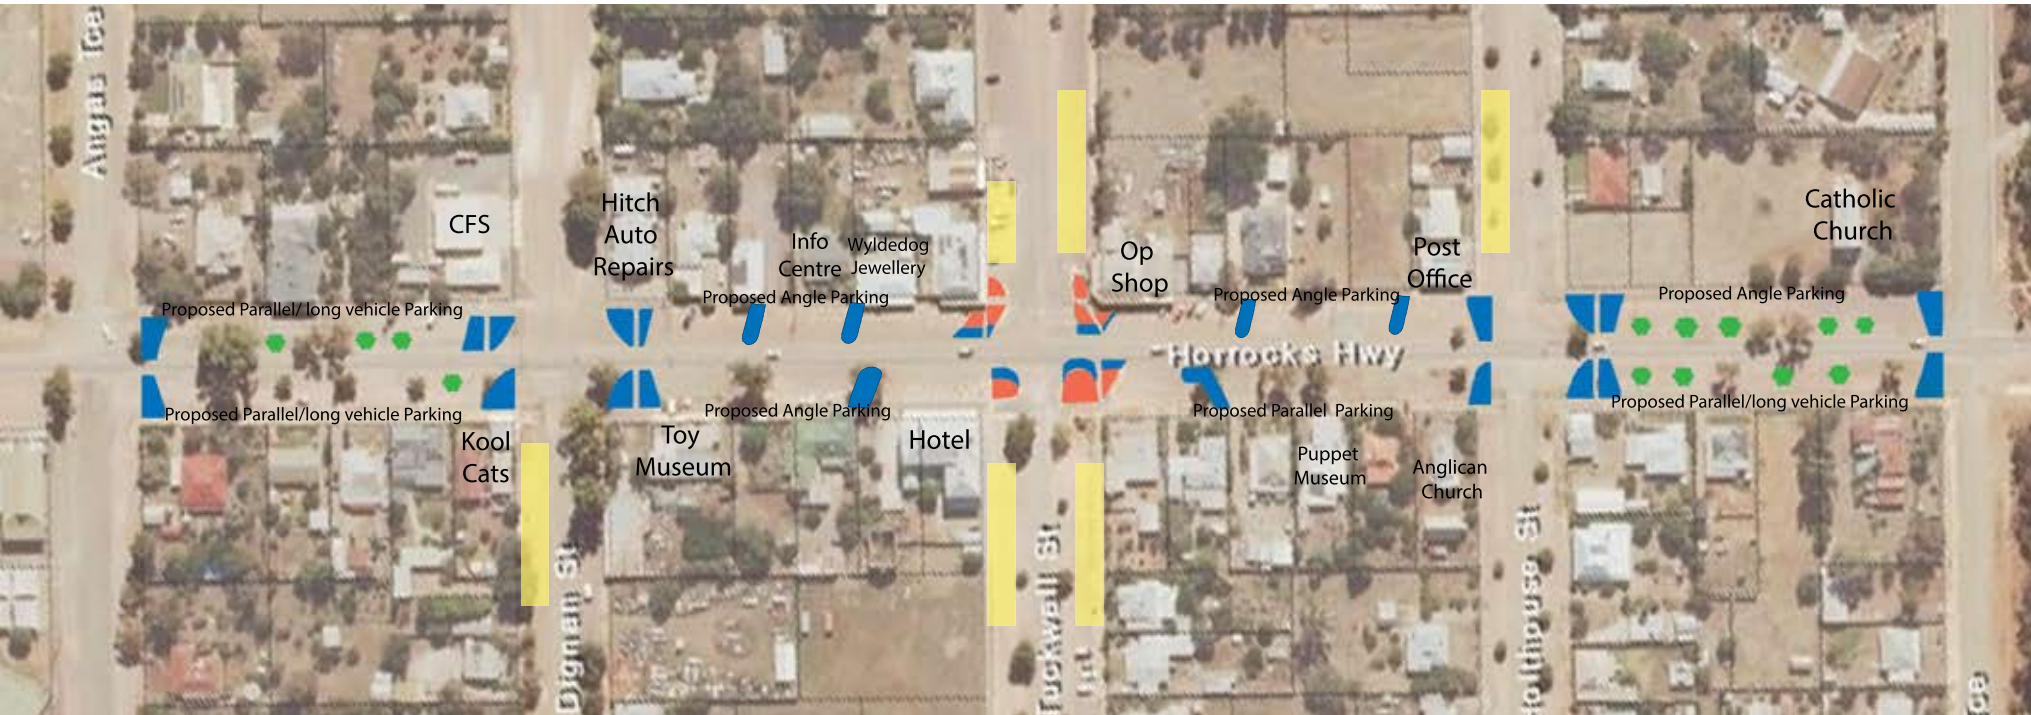 Angas Tce
CFS
Hitch
Auto
Repairs
Info
Centre
Wyldedog
Jewellery
Op
Shop
Post
Office
Catholic
Church
Proposed Parallel/ long vehicle Parking
Proposed Angle Parking
Proposed Angle Parking
Proposed Angle Parking
Horrocks Hwy
Proposed Parallel/long vehicle Parking
Proposed Angle Parking
Proposed Parallel Parking
Proposed Parallel/long vehicle Parking
Kool
Cats
Toy
Museum
Hotel
Puppet
Museum
Anglican
Church
Dignan St
Tuckwall St